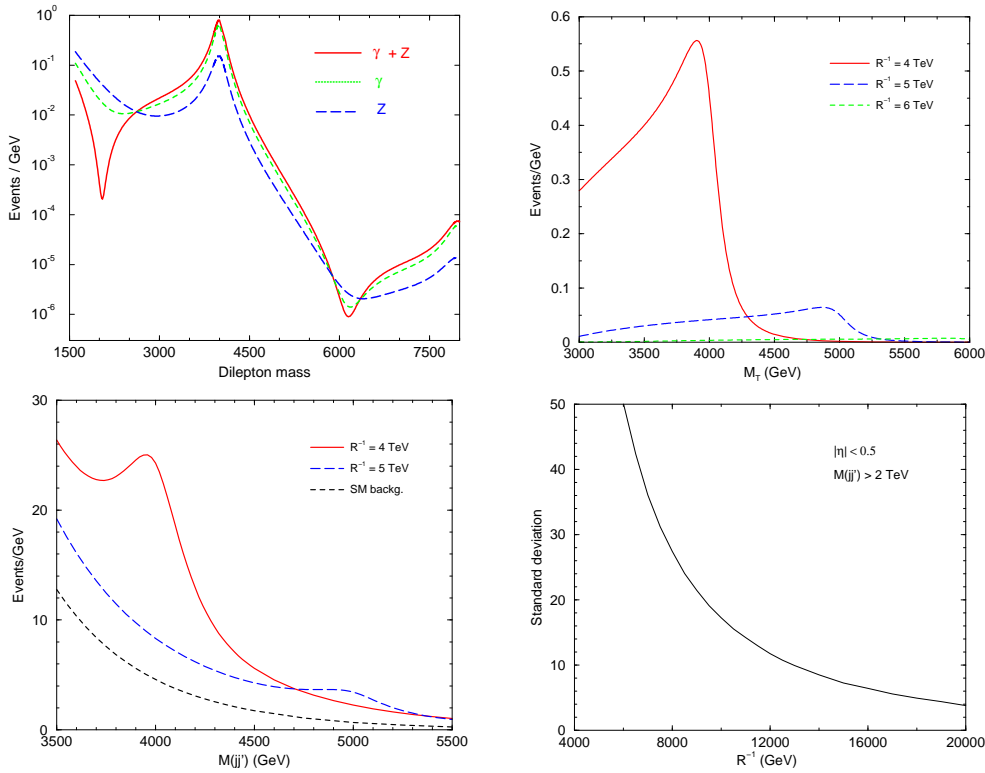 10⁰
10⁻¹
10⁻²
10⁻³
10⁻⁴
10⁻⁵
10⁻⁶
Events / GeV
γ + Z
γ
Z
1500 3000 4500 6000 7500
Dilepton mass
0.6
0.5
0.4
0.3
0.2
0.1
0
Events/GeV
R⁻¹ = 4 TeV
R⁻¹ = 5 TeV
R⁻¹ = 6 TeV
3000 3500 4000 4500 5000 5500 6000
M_T (GeV)
30
20
10
0
Events/GeV
R⁻¹ = 4 TeV
R⁻¹ = 5 TeV
SM backg.
3500 4000 4500 5000 5500
M(jj') (GeV)
50
40
30
20
10
0
Standard deviation
|η| < 0.5
M(jj') > 2 TeV
4000 8000 12000 16000 20000
R⁻¹ (GeV)